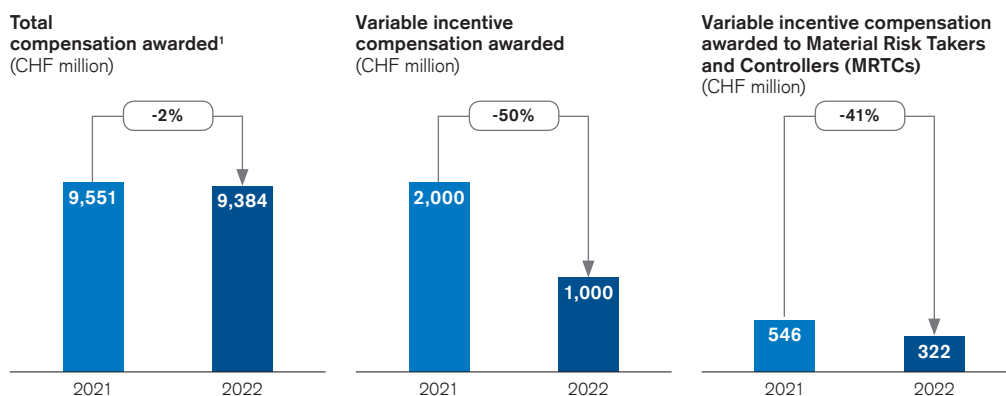 Total
compensation awarded¹
(CHF million)
-2%
9,551
9,384
2021
2022
Variable incentive
compensation awarded
(CHF million)
-50%
2,000
1,000
2021
2022
Variable incentive compensation
awarded to Material Risk Takers
and Controllers (MRTCs)
(CHF million)
-41%
546
322
2021
2022